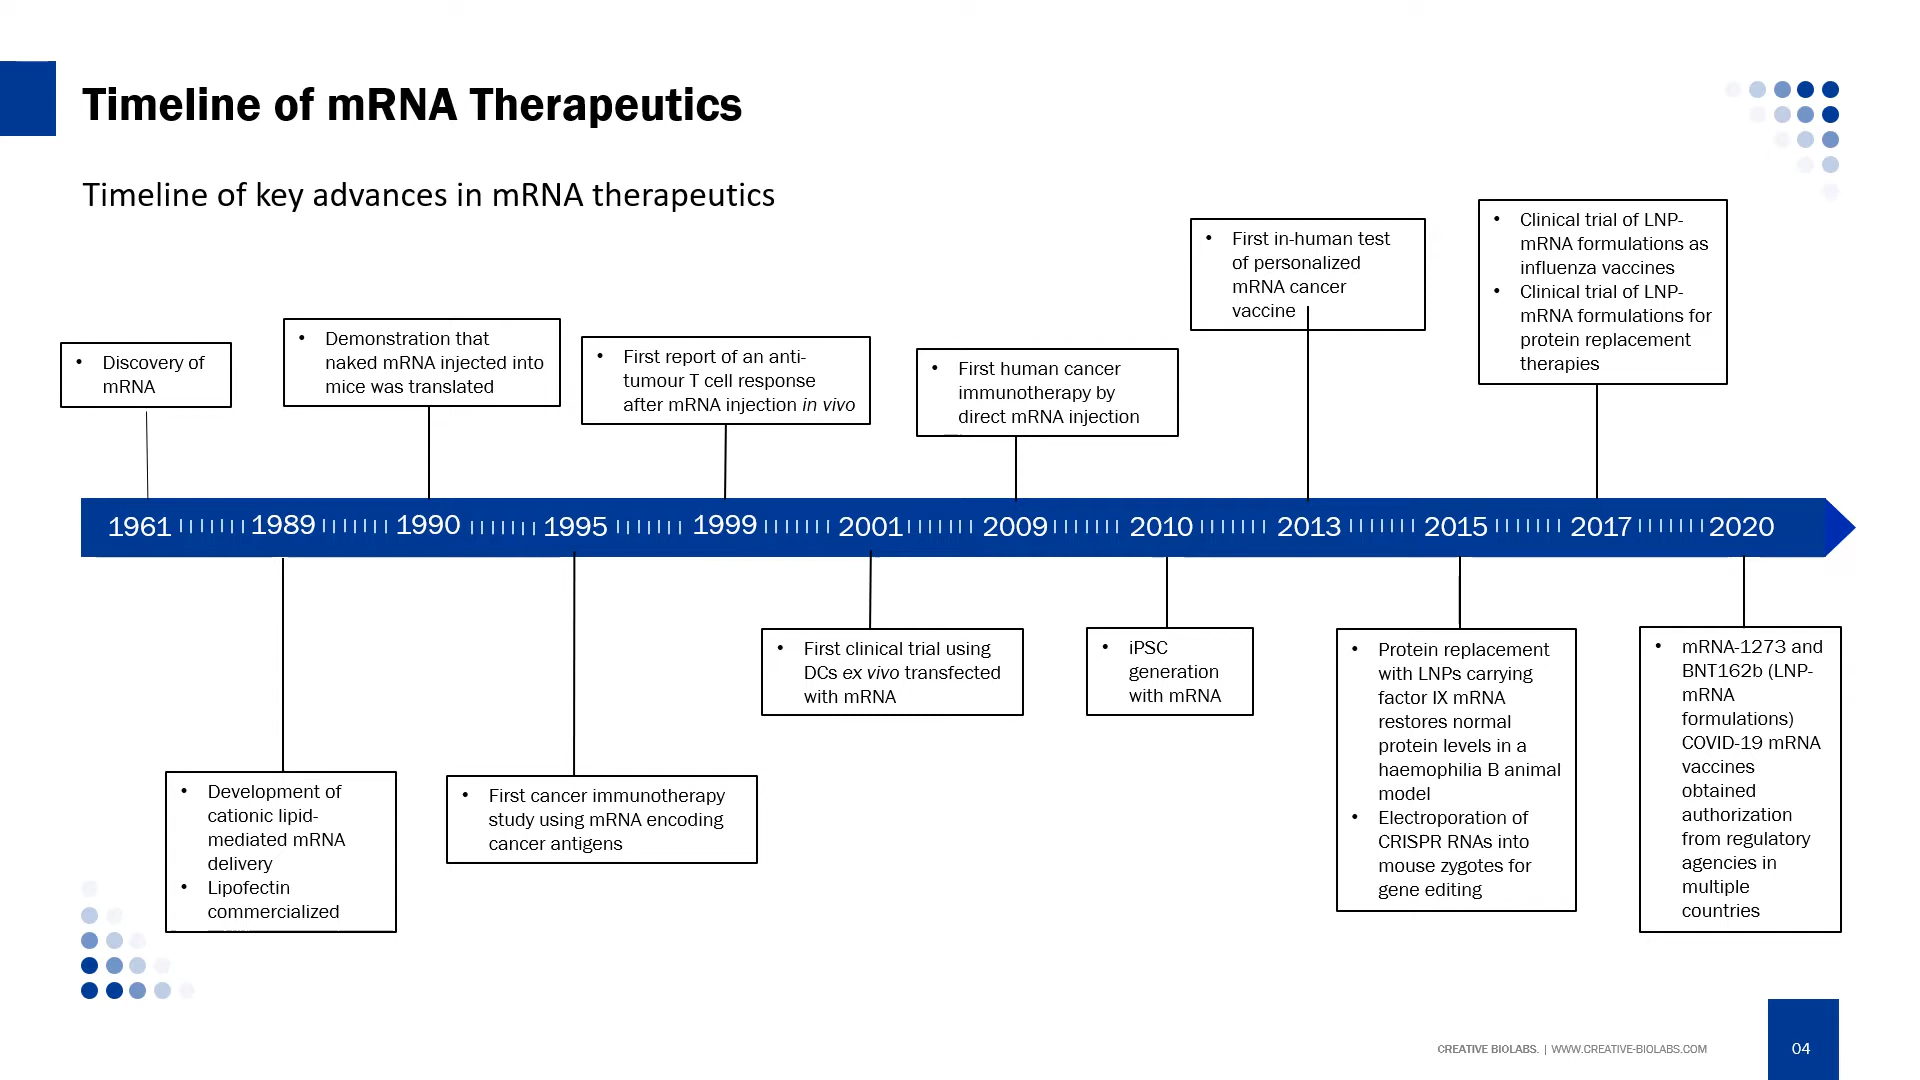 Timeline of mRNA Therapeutics
Timeline of key advances in mRNA therapeutics
• Discovery of
mRNA
• Demonstration that
naked mRNA injected into
mice was translated
• First report of an anti-
tumour T cell response
after mRNA injection in vivo
• First human cancer
immunotherapy by
direct mRNA injection
• First in-human test
of personalized
mRNA cancer
vaccine
• Clinical trial of LNP-
mRNA formulations as
influenza vaccines
• Clinical trial of LNP-
mRNA formulations for
protein replacement
therapies
1961 1989 1990 1995 1999 2001 2009 2010 2013 2015 2017 2020
• Development of
cationic lipid-
mediated mRNA
delivery
• Lipofectin
commercialized
• First cancer immunotherapy
study using mRNA encoding
cancer antigens
• First clinical trial using
DCs ex vivo transfected
with mRNA
• iPSC
generation
with mRNA
• Protein replacement
with LNPs carrying
factor IX mRNA
restores normal
protein levels in a
haemophilia B animal
model
• Electroporation of
CRISPR RNAs into
mouse zygotes for
gene editing
• mRNA-1273 and
BNT162b (LNP-
mRNA
formulations)
COVID-19 mRNA
vaccines
obtained
authorization
from regulatory
agencies in
multiple
countries
CREATIVE BIOLABS. | WWW.CREATIVE-BIOLABS.COM
04